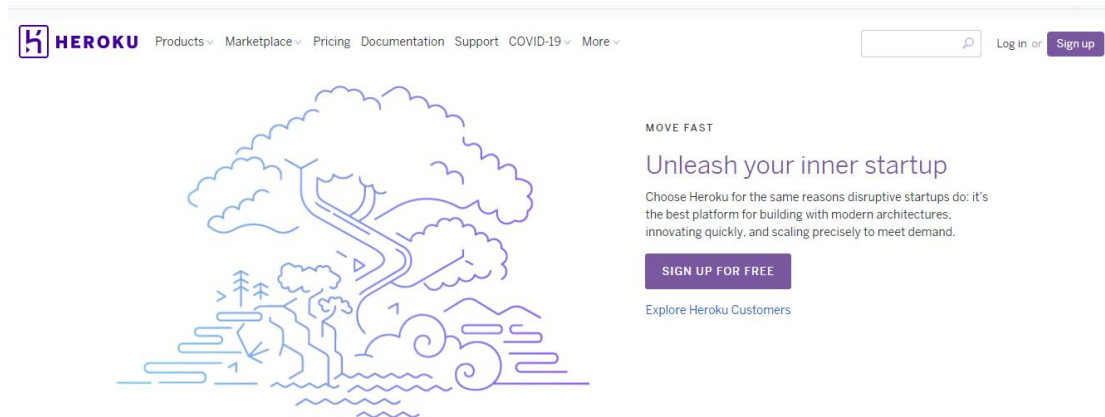 HEROKU Products Marketplace Pricing Documentation Support COVID-19 More Log in or Sign up
MOVE FAST
Unleash your inner startup
Choose Heroku for the same reasons disruptive startups do: it's
the best platform for building with modern architectures,
innovating quickly, and scaling precisely to meet demand.
SIGN UP FOR FREE
Explore Heroku Customers